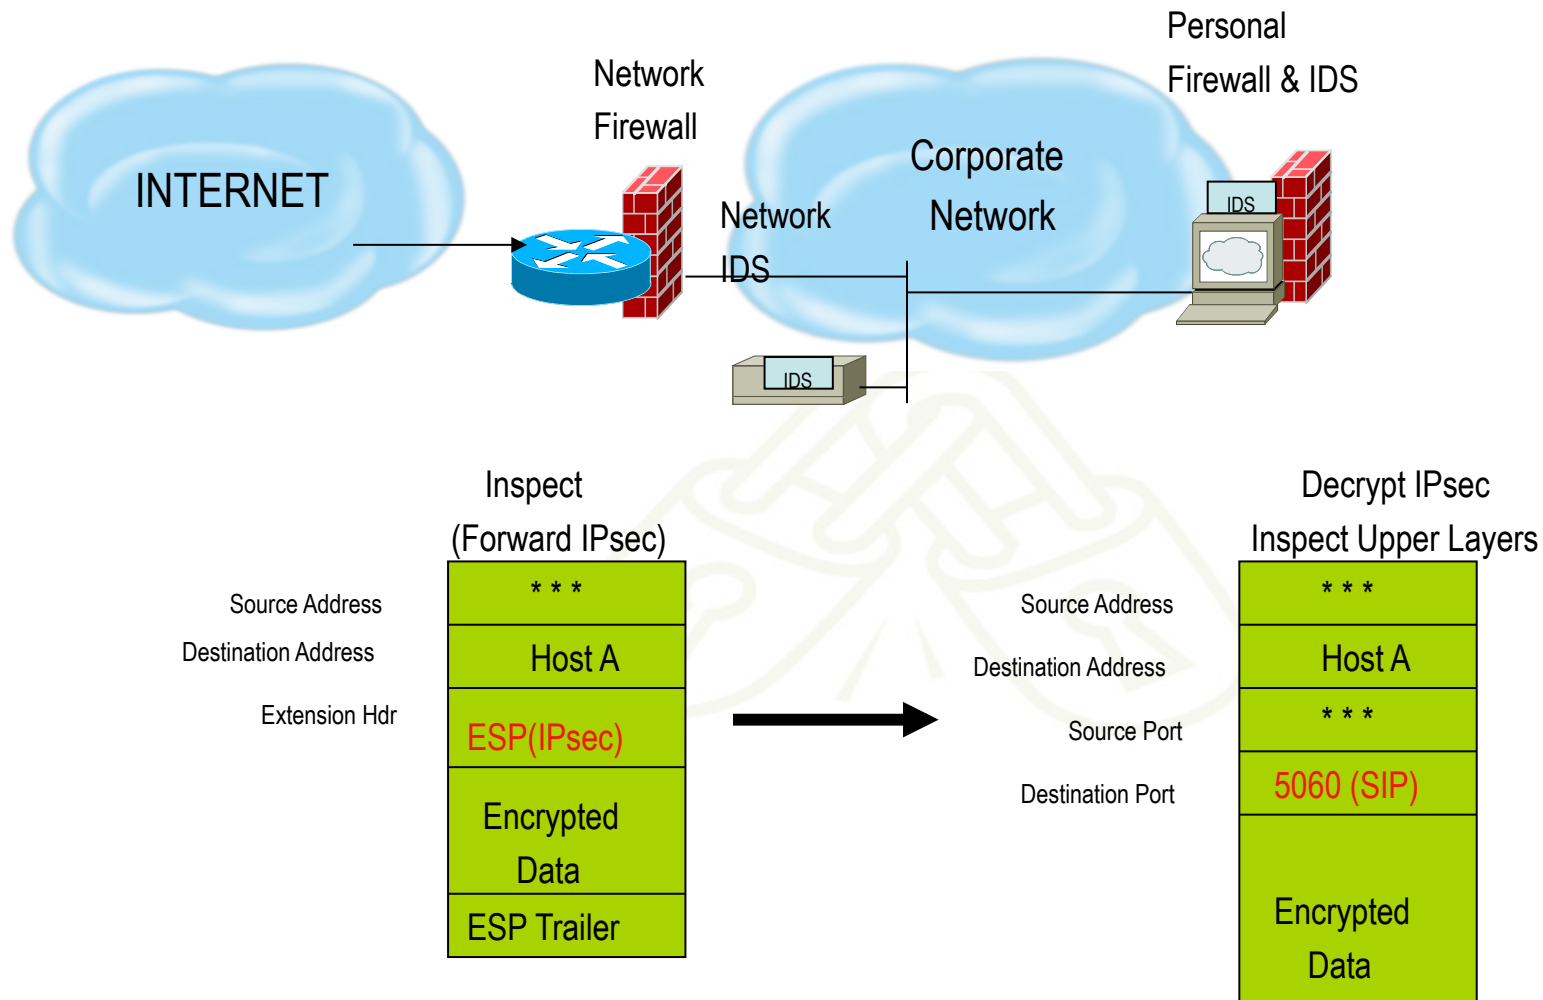 Personal
Firewall & IDS
Network
Firewall
INTERNET
Corporate
Network
Network
IDS
IDS
IDS
Inspect
(Forward IPsec)
Source Address
* * *
Destination Address
Host A
Extension Hdr
ESP(IPsec)
Encrypted
Data
ESP Trailer
Decrypt IPsec
Inspect Upper Layers
Source Address
* * *
Destination Address
Host A
Source Port
* * *
Destination Port
5060 (SIP)
Encrypted
Data